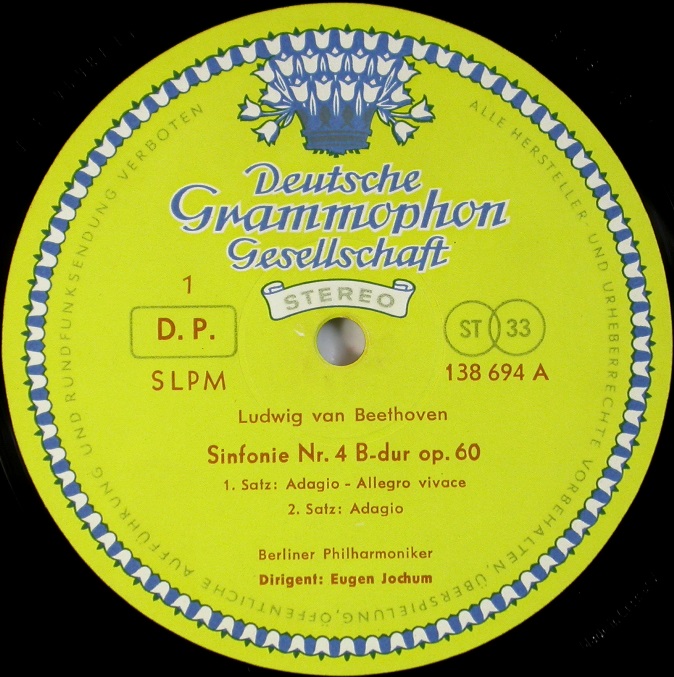 Deutsche
Grammophon
Gesellschaft
STEREO
1
D. P.
SLPM
ST 33
138 694 A
Ludwig van Beethoven
Sinfonie Nr. 4 B-dur op. 60
1. Satz: Adagio - Allegro vivace
2. Satz: Adagio
Berliner Philharmoniker
Dirigent: Eugen Jochum
ALLE HERSTELLER- UND URHEBERRECHTE VORBEHALTEN, ÜBERSPIELUNG, ÖFFENTLICHE AUFFÜHRUNG UND RUNDFUNKSENDUNG VERBOTEN